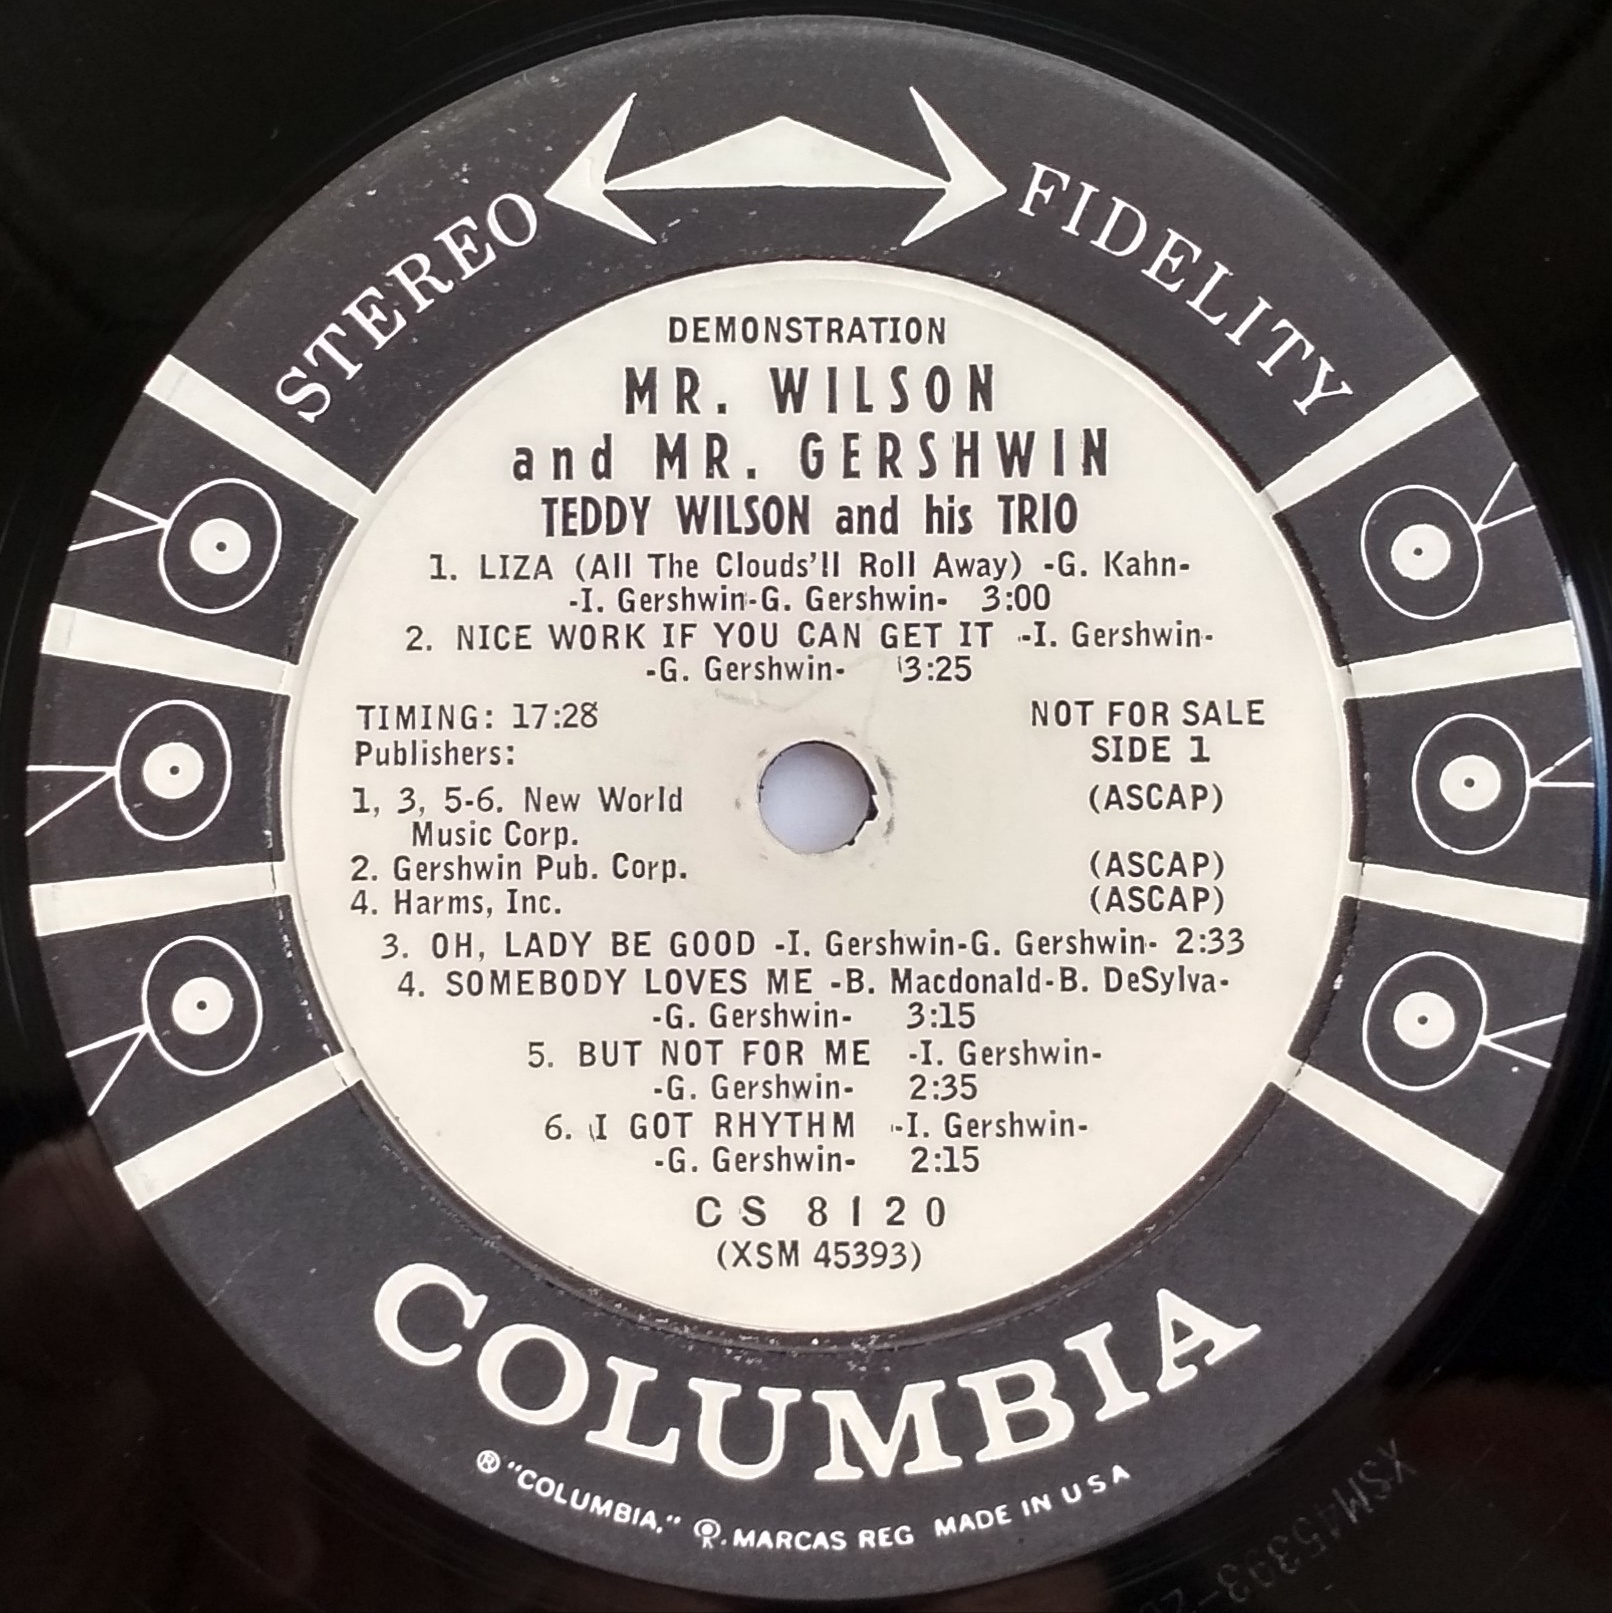 STEREO FIDELITY
DEMONSTRATION
MR. WILSON
and MR. GERSHWIN
TEDDY WILSON and his TRIO
1. LIZA (All The Clouds'll Roll Away) -G. Kahn-
-I. Gershwin-G. Gershwin- 3:00
2. NICE WORK IF YOU CAN GET IT -I. Gershwin-
-G. Gershwin- 3:25
TIMING: 17:28 NOT FOR SALE
Publishers: SIDE 1
1, 3, 5-6. New World (ASCAP)
Music Corp.
2. Gershwin Pub. Corp. (ASCAP)
4. Harms, Inc. (ASCAP)
3. OH, LADY BE GOOD -I. Gershwin-G. Gershwin- 2:33
4. SOMEBODY LOVES ME -B. Macdonald-B. DeSylva-
-G. Gershwin- 3:15
5. BUT NOT FOR ME -I. Gershwin-
-G. Gershwin- 2:35
6. I GOT RHYTHM -I. Gershwin-
-G. Gershwin- 2:15
CS 8120
(XSM 45393)
COLUMBIA
® "COLUMBIA," ®. MARCAS REG MADE IN U S A